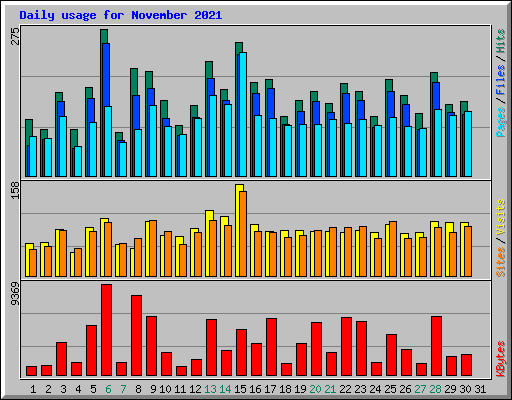 Daily usage for November 2021
275
Pages / Files / Hits
158
Sites / Visits
9369
KBytes
1 2 3 4 5 6 7 8 9 10 11 12 13 14 15 16 17 18 19 20 21 22 23 24 25 26 27 28 29 30 31